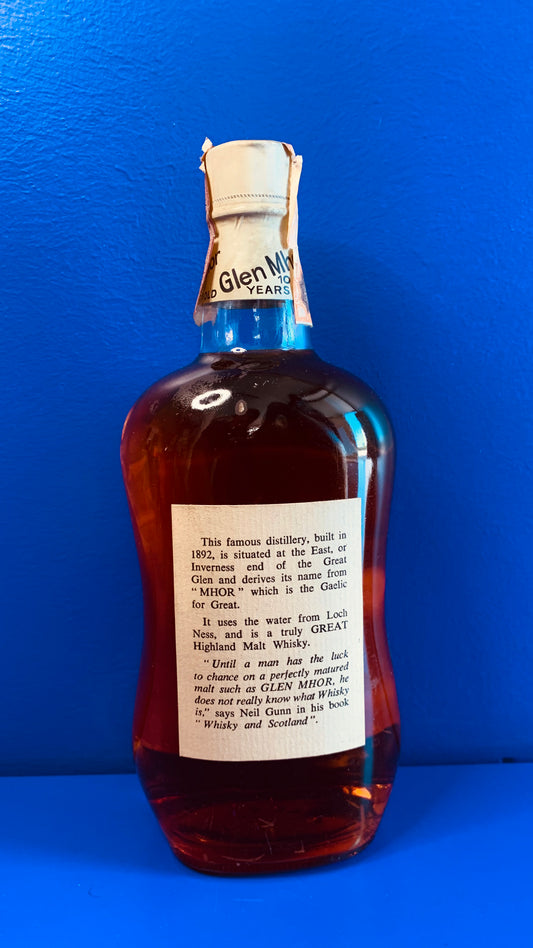 or Glen Mh
OLD 10
YEARS
This famous distillery, built in
1892, is situated at the East, or
Inverness end of the Great
Glen and derives its name from
"MHOR" which is the Gaelic
for Great.
It uses the water from Loch
Ness, and is a truly GREAT
Highland Malt Whisky.
"Until a man has the luck
to chance on a perfectly matured
malt such as GLEN MHOR, he
does not really know what Whisky
is," says Neil Gunn in his book
"Whisky and Scotland".